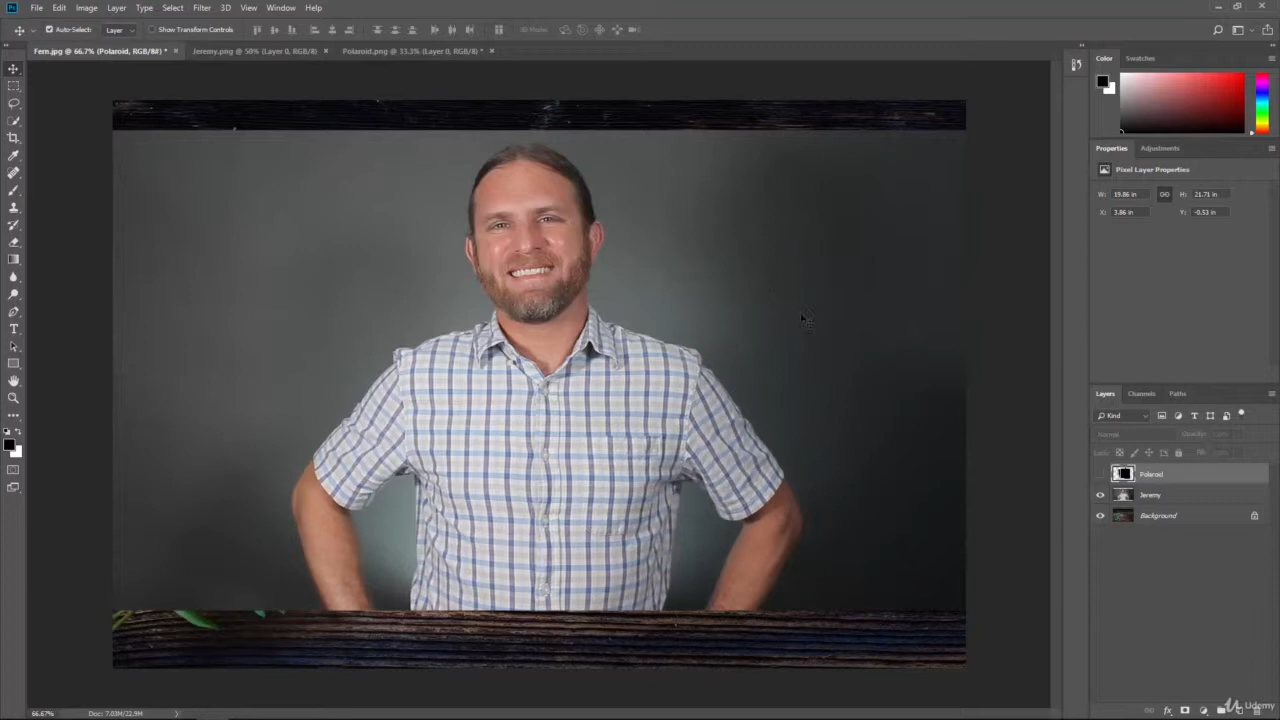 Ps File Edit Image Layer Type Select Filter 3D View Window Help
Auto-Select: Layer Show Transform Controls 3D Mode:
Fern.jpg @ 66.7% (Polaroid, RGB/8#) * × Jeremy.png @ 50% (Layer 0, RGB/8) × Polaroid.png @ 33.3% (Layer 0, RGB/8) * ×
Color Swatches
Properties Adjustments
Pixel Layer Properties
W: 19.86 in H: 21.71 in
X: 3.86 in Y: -0.53 in
Layers Channels Paths
Kind
Normal Opacity:
Lock: Fill:
Polaroid
Jeremy
Background
66.67% Doc: 7.03M/22.9M
Udemy